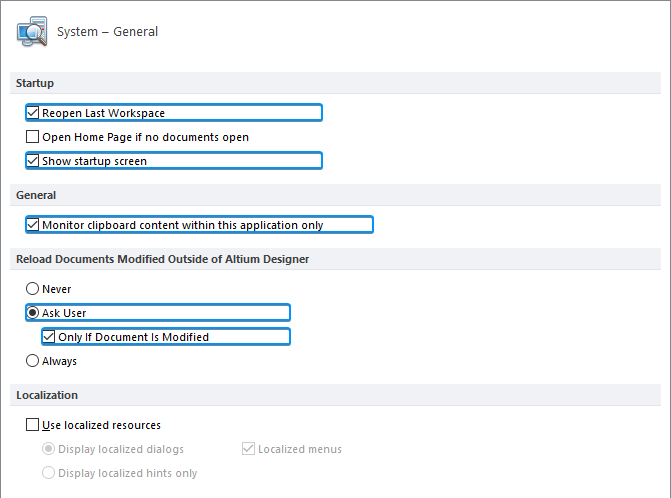 System – General
Startup
Reopen Last Workspace
Open Home Page if no documents open
Show startup screen
General
Monitor clipboard content within this application only
Reload Documents Modified Outside of Altium Designer
Never
Ask User
Only If Document Is Modified
Always
Localization
Use localized resources
Display localized dialogs Localized menus
Display localized hints only